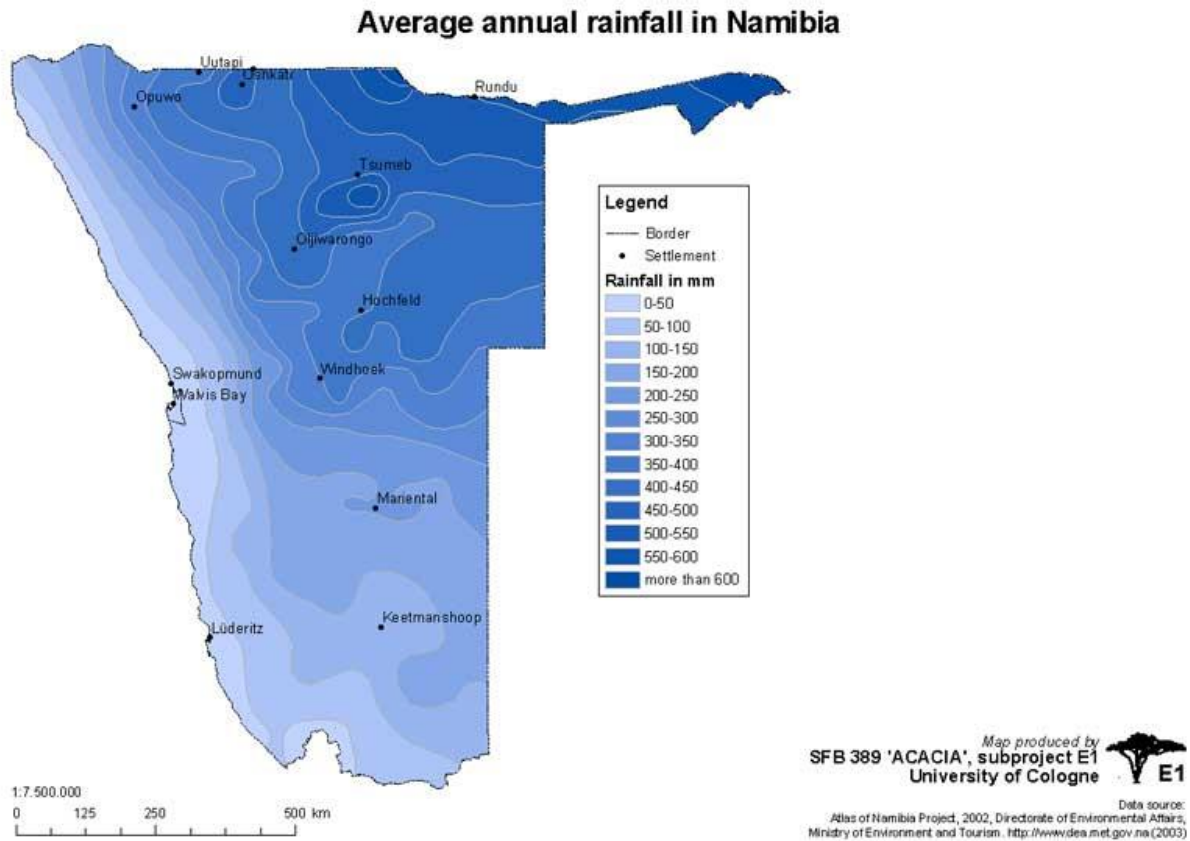 Average annual rainfall in Namibia
Uutapi
Oshkati
Opuwo
Rundu
Tsumeb
Otjiwarongo
Hochfeld
Windhoek
Swakopmund
Walvis Bay
Mariental
Keetmanshoop
Lüderitz
Legend
Border
Settlement
Rainfall in mm
0-50
50-100
100-150
150-200
200-250
250-300
300-350
350-400
400-450
450-500
500-550
550-600
more than 600
1:7.500.000
0 125 250 500 km
Map produced by
SFB 389 'ACACIA', subproject E1
University of Cologne
E1
Data source:
Atlas of Namibia Project, 2002, Directorate of Environmental Affairs,
Ministry of Environment and Tourism. http://www.dea.met.gov.na (2003)